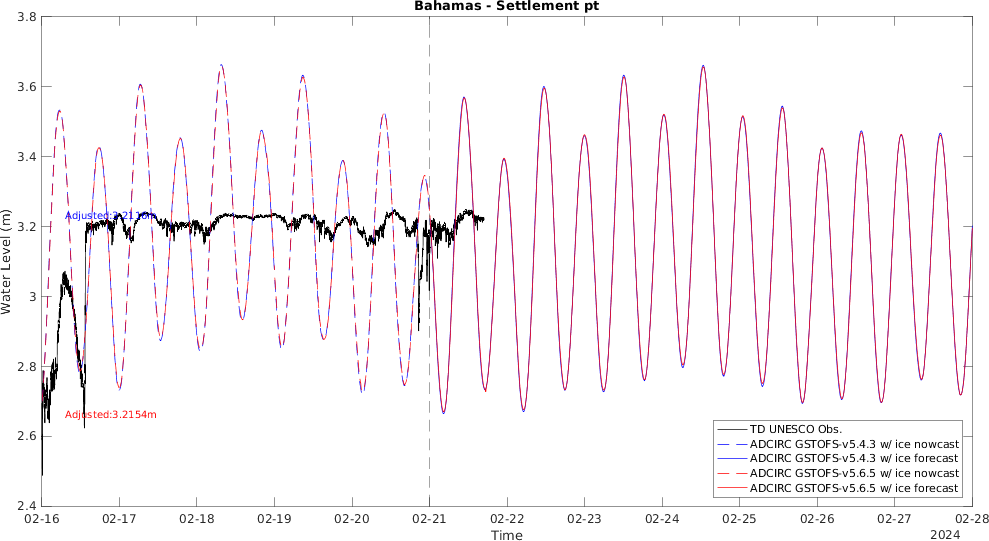 Bahamas - Settlement pt
3.8
3.6
3.4
3.2
3
2.8
2.6
2.4
Water Level (m)
Adjusted:3.2154m
02-16 02-17 02-18 02-19 02-20 02-21 02-22 02-23 02-24 02-25 02-26 02-27 02-28
Time
2024
TD UNESCO Obs.
ADCIRC GSTOFS-v5.4.3 w/ ice nowcast
ADCIRC GSTOFS-v5.4.3 w/ ice forecast
ADCIRC GSTOFS-v5.6.5 w/ ice nowcast
ADCIRC GSTOFS-v5.6.5 w/ ice forecast